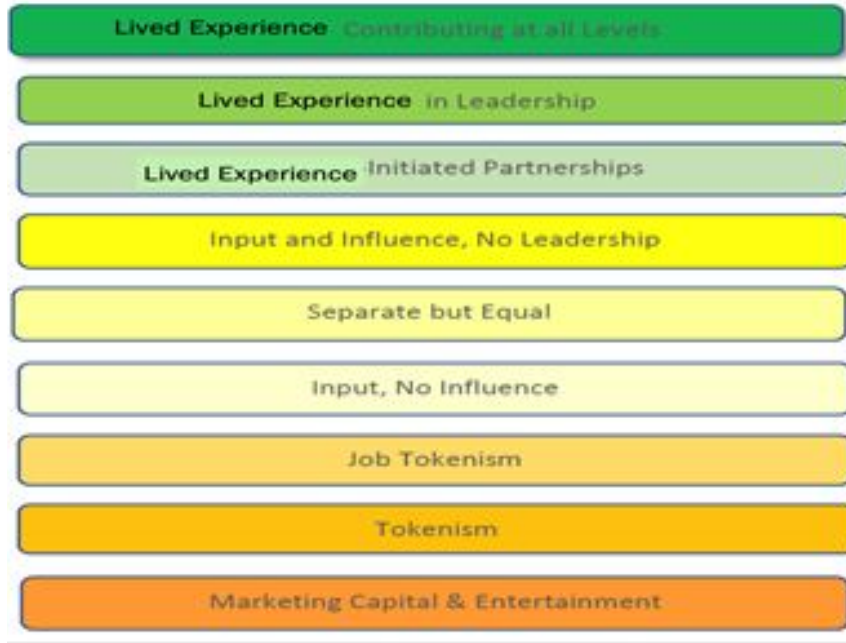 Lived Experience Contributing at all Levels
Lived Experience in Leadership
Lived Experience Initiated Partnerships
Input and Influence, No Leadership
Separate but Equal
Input, No Influence
Job Tokenism
Tokenism
Marketing Capital & Entertainment